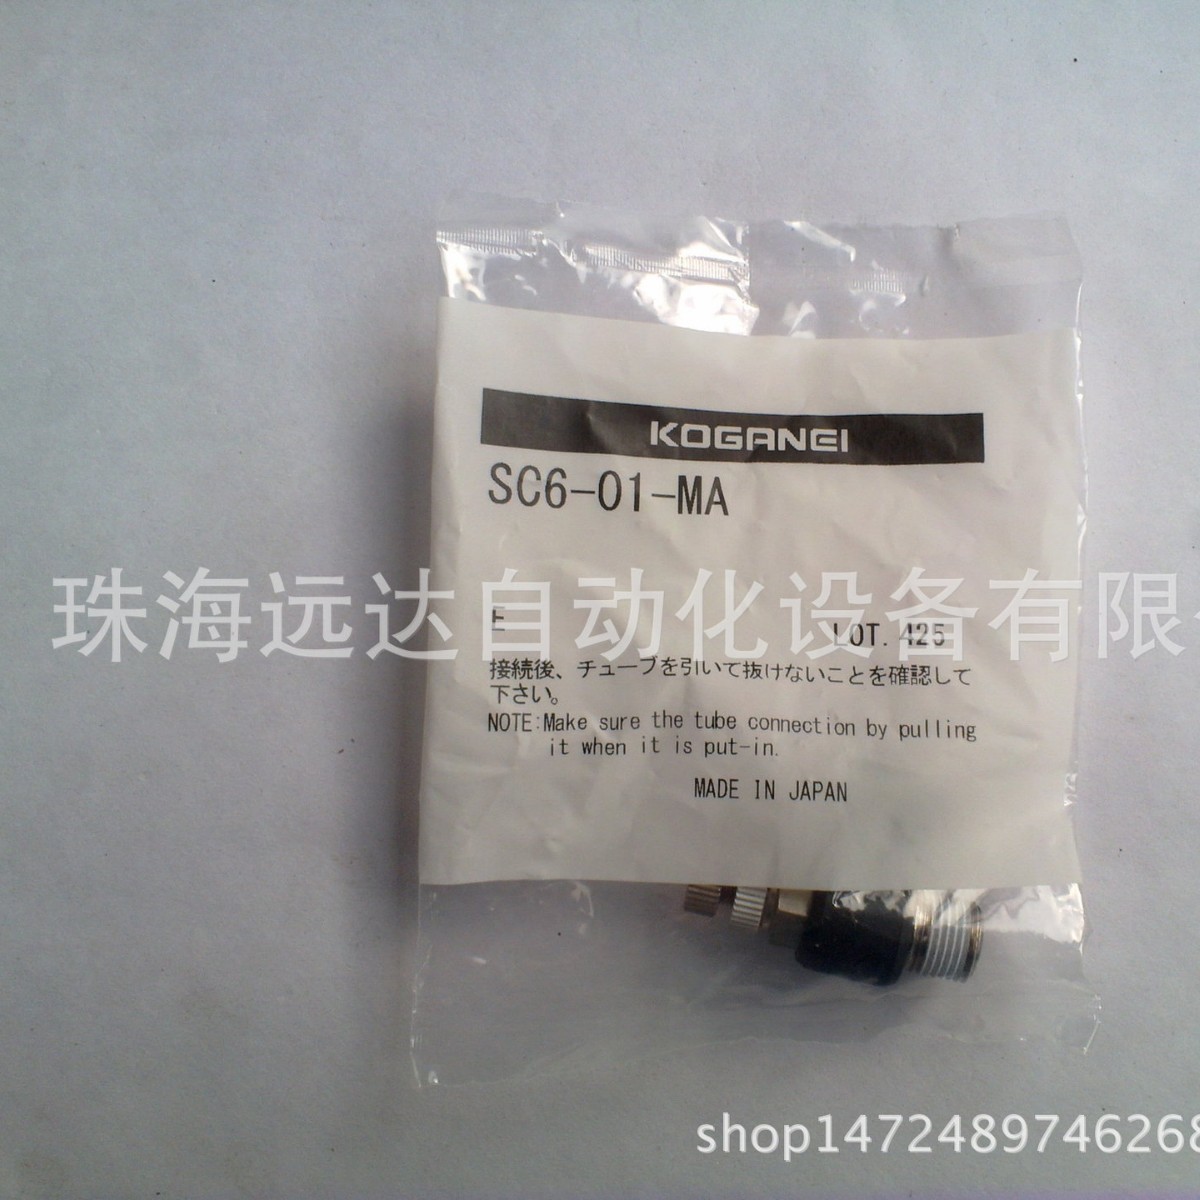 KOGANEI
SC6-01-MA
E
LOT. 425
珠海远达自动化设备有限
接続後、チューブを引いて抜けないことを確認して
下さい。
NOTE:Make sure the tube connection by pulling
it when it is put-in.
MADE IN JAPAN
shop1472489746268